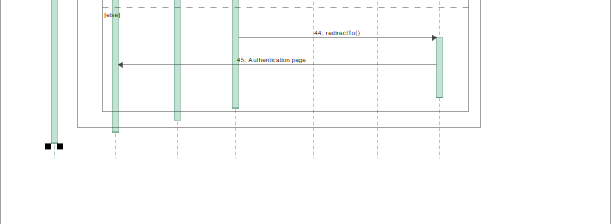 [else]
44. redirectTo()
45. Authentication page